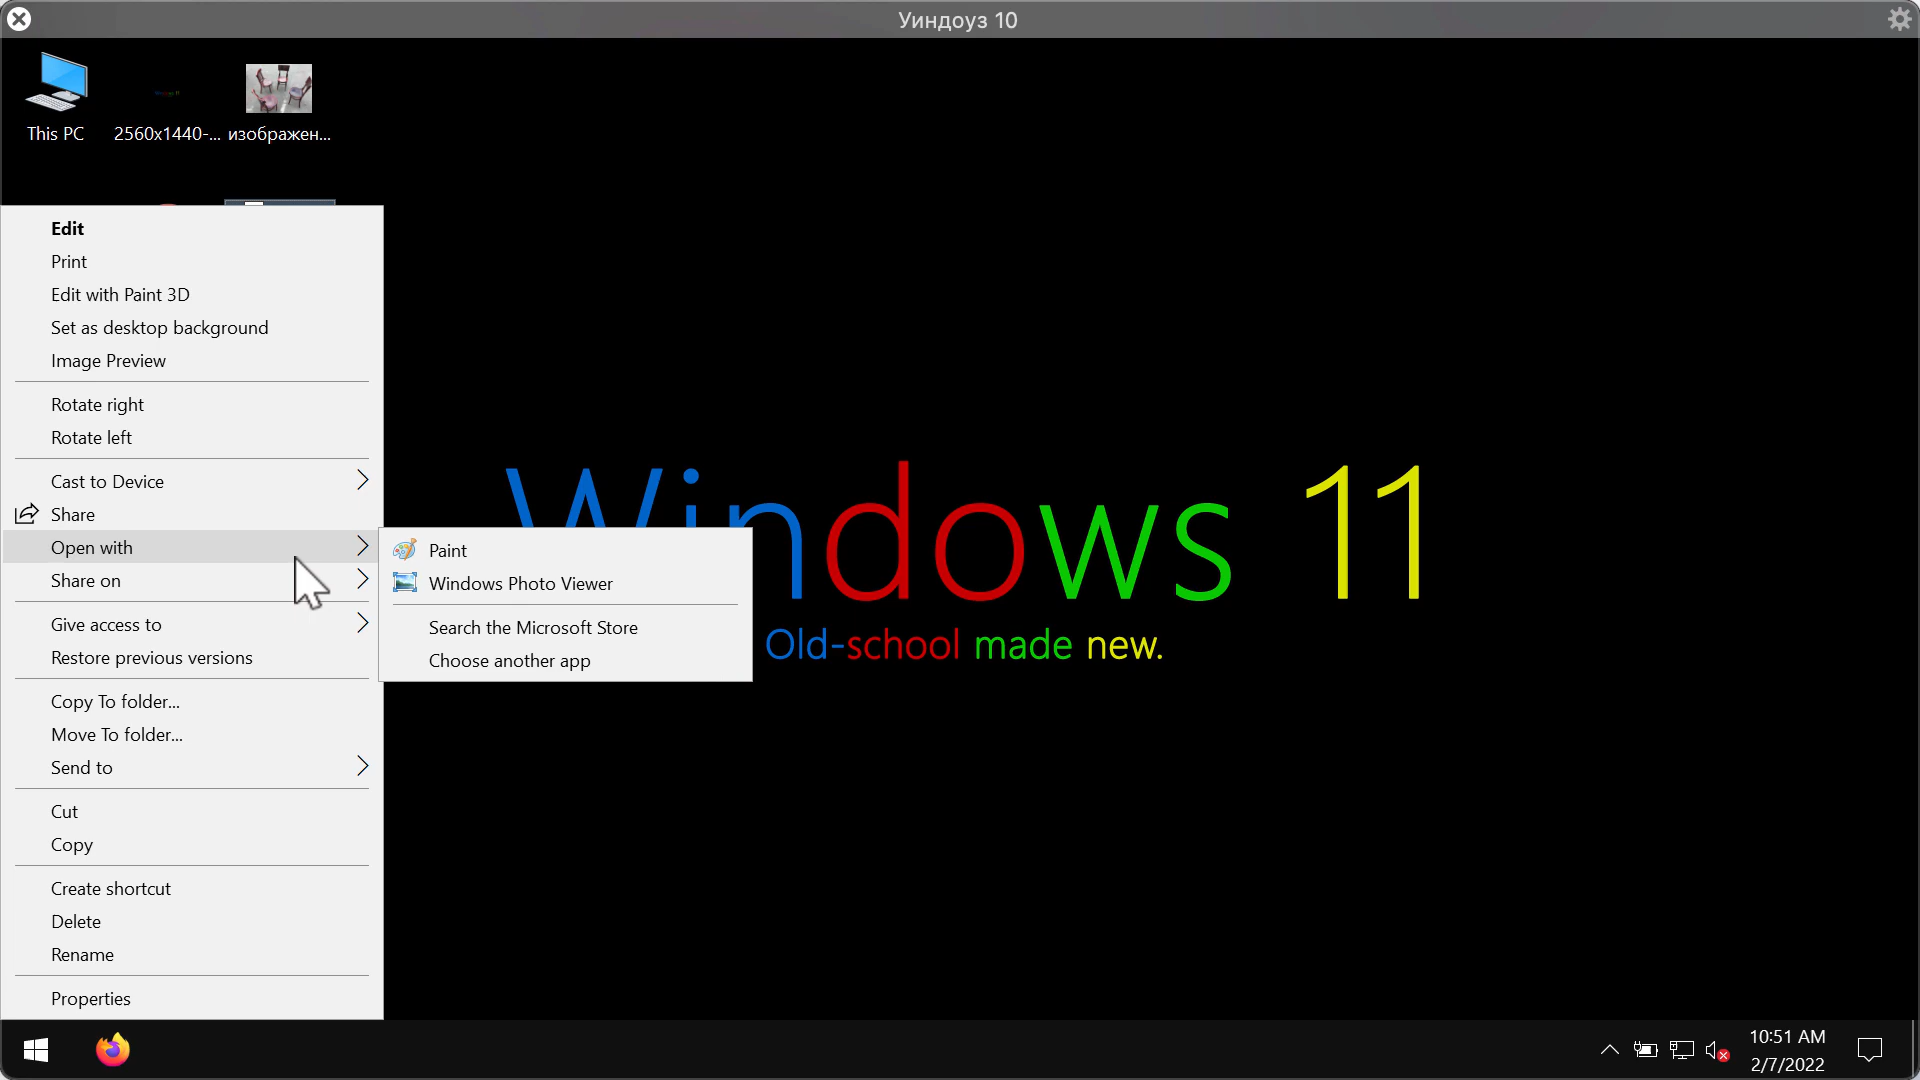 Уиндоуз 10
This PC
2560x1440-...
изображен...
Edit
Print
Edit with Paint 3D
Set as desktop background
Image Preview
Rotate right
Rotate left
Cast to Device
Share
Open with
Share on
Give access to
Restore previous versions
Copy To folder...
Move To folder...
Send to
Cut
Copy
Create shortcut
Delete
Rename
Properties
Paint
Windows Photo Viewer
Search the Microsoft Store
Choose another app
Windows 11
Old-school made new.
10:51 AM
2/7/2022